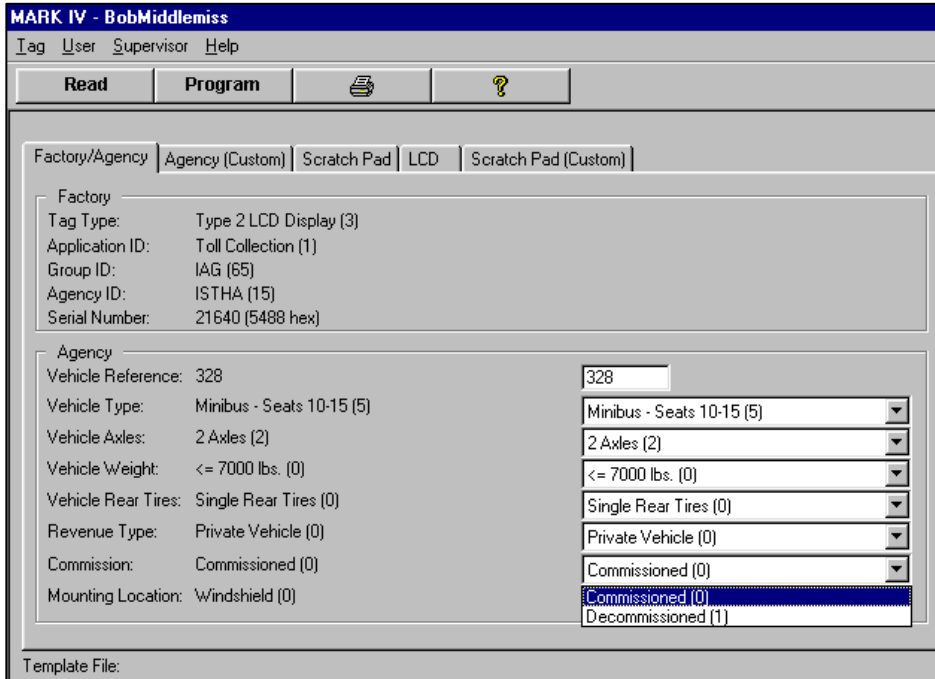 MARK IV - BobMiddlemiss
Tag User Supervisor Help
Read Program ?
Factory/Agency Agency (Custom) Scratch Pad LCD Scratch Pad (Custom)
Factory
Tag Type: Type 2 LCD Display (3)
Application ID: Toll Collection (1)
Group ID: IAG (65)
Agency ID: ISTHA (15)
Serial Number: 21640 (5488 hex)
Agency
Vehicle Reference: 328 328
Vehicle Type: Minibus - Seats 10-15 (5) Minibus - Seats 10-15 (5)
Vehicle Axles: 2 Axles (2) 2 Axles (2)
Vehicle Weight: <= 7000 lbs. (0) <= 7000 lbs. (0)
Vehicle Rear Tires: Single Rear Tires (0) Single Rear Tires (0)
Revenue Type: Private Vehicle (0) Private Vehicle (0)
Commission: Commissioned (0) Commissioned (0)
Mounting Location: Windshield (0) Commissioned (0)
Decommissioned (1)
Template File: